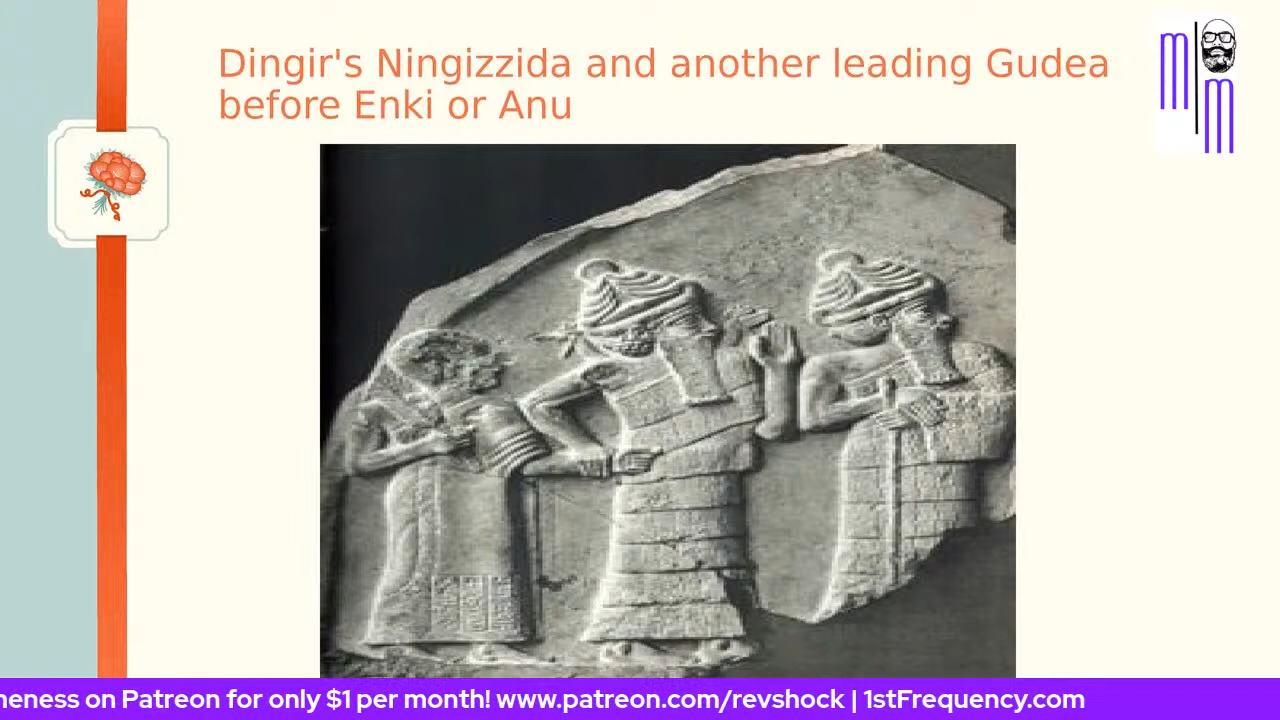 Dingir's Ningizzida and another leading Gudea
before Enki or Anu
m
m
neness on Patreon for only $1 per month! www.patreon.com/revshock | 1stFrequency.com